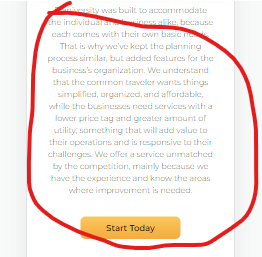 university was built to accommodate
the individual and business alike, because
each comes with their own basic needs.
That is why we've kept the planning
process similar, but added features for the
business's organization. We understand
that the common traveler wants things
simplified, organized, and affordable,
while the businesses need services with a
lower price tag and greater amount of
utility; something that will add value to
their operations and is responsive to their
challenges. We offer a service unmatched
by the competition, mainly because we
have the experience and know the areas
where improvement is needed.
Start Today